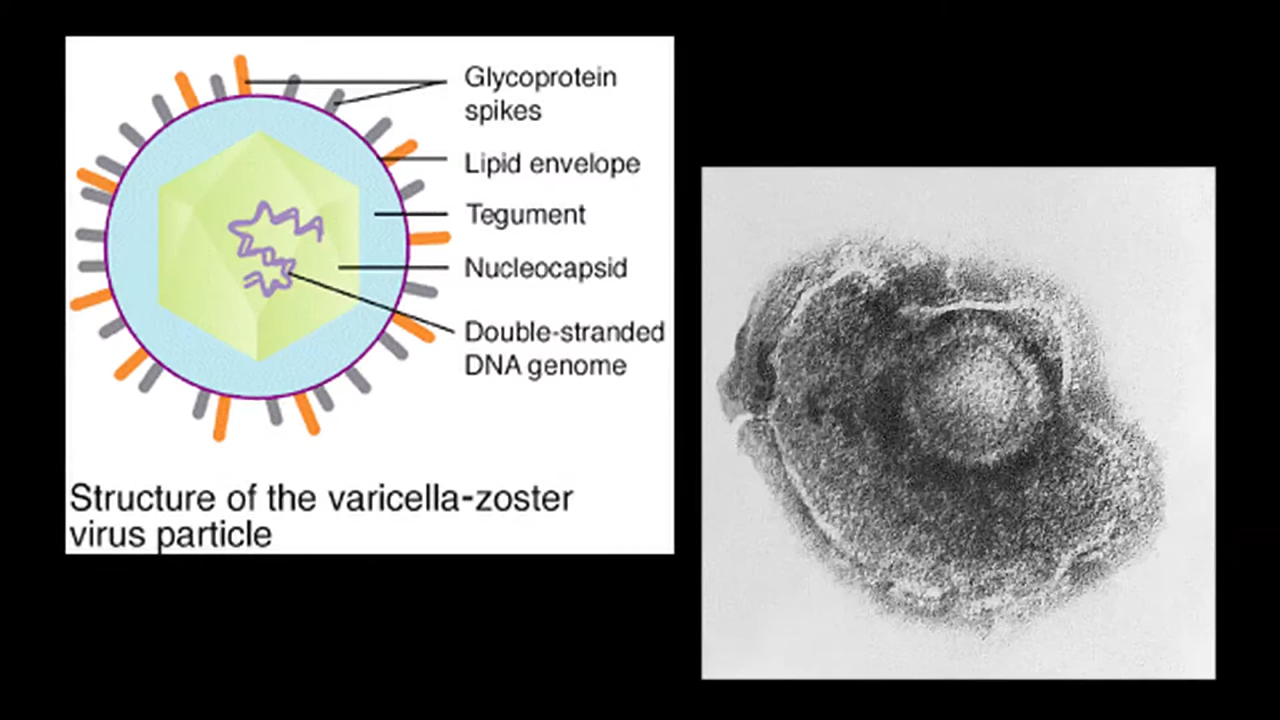 Glycoprotein
spikes
Lipid envelope
Tegument
Nucleocapsid
Double-stranded
DNA genome
Structure of the varicella-zoster
virus particle